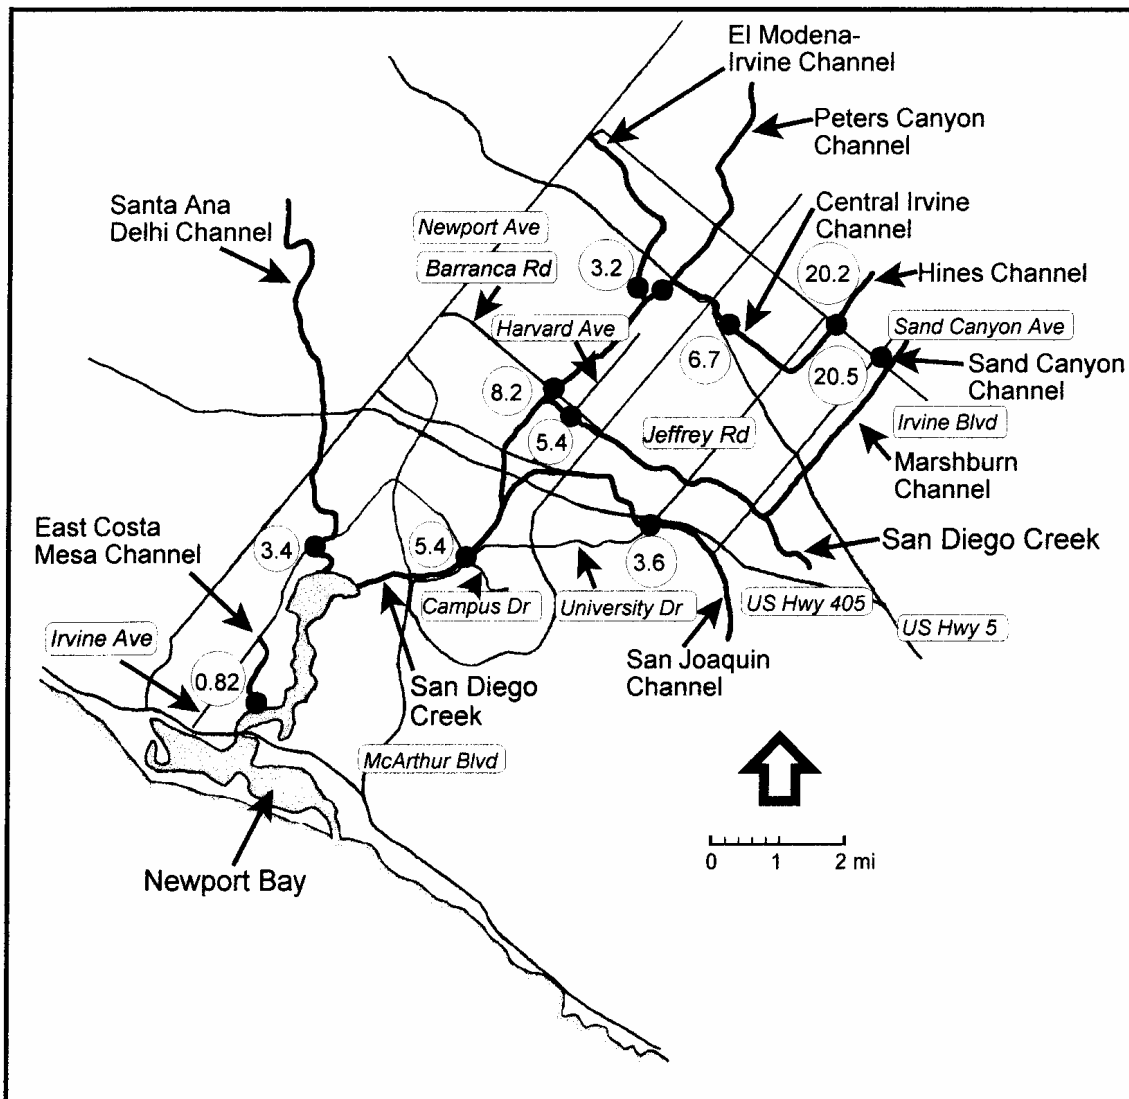 El Modena-
Irvine Channel
Peters Canyon
Channel
Santa Ana
Delhi Channel
Newport Ave
Barranca Rd
3.2
Central Irvine
Channel
20.2
Hines Channel
Harvard Ave
Sand Canyon Ave
6.7
20.5
Sand Canyon
Channel
8.2
5.4
Jeffrey Rd
Irvine Blvd
Marshburn
Channel
East Costa
Mesa Channel
3.4
5.4
3.6
San Diego Creek
Campus Dr
University Dr
US Hwy 405
US Hwy 5
Irvine Ave
0.82
San Diego
Creek
San Joaquin
Channel
McArthur Blvd
Newport Bay
0 1 2 mi